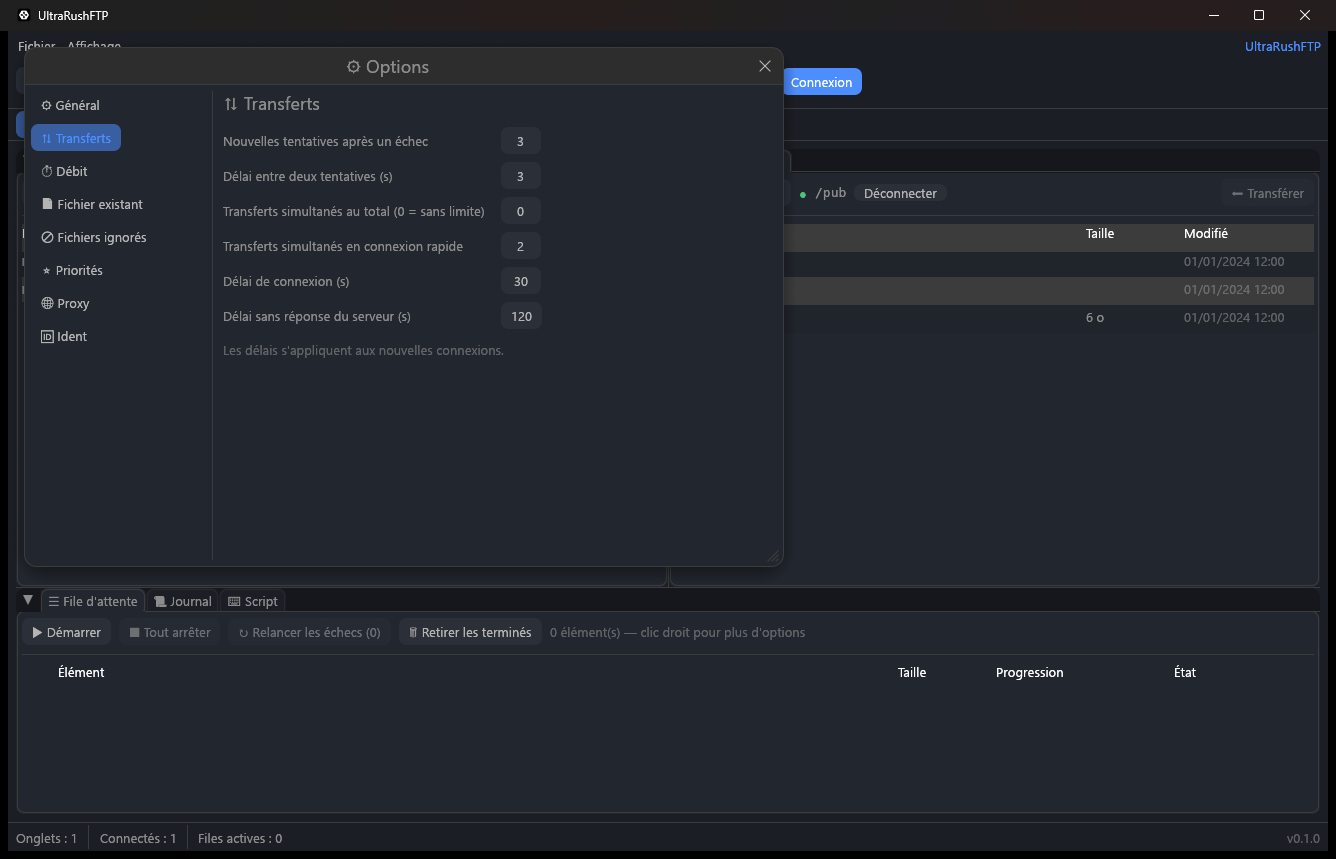 UltraRushFTP
Fichier Affichage
UltraRushFTP
Options
Connexion
Général
Transferts
Débit
Fichier existant
Fichiers ignorés
Priorités
Proxy
Ident
Transferts
Nouvelles tentatives après un échec 3
Délai entre deux tentatives (s) 3
Transferts simultanés au total (0 = sans limite) 0
Transferts simultanés en connexion rapide 2
Délai de connexion (s) 30
Délai sans réponse du serveur (s) 120
Les délais s'appliquent aux nouvelles connexions.
/pub Déconnecter Transférer
Taille Modifié
01/01/2024 12:00
01/01/2024 12:00
6 o 01/01/2024 12:00
File d'attente Journal Script
Démarrer Tout arrêter Relancer les échecs (0) Retirer les terminés 0 élément(s) — clic droit pour plus d'options
Élément Taille Progression État
Onglets : 1 Connectés : 1 Files actives : 0 v0.1.0